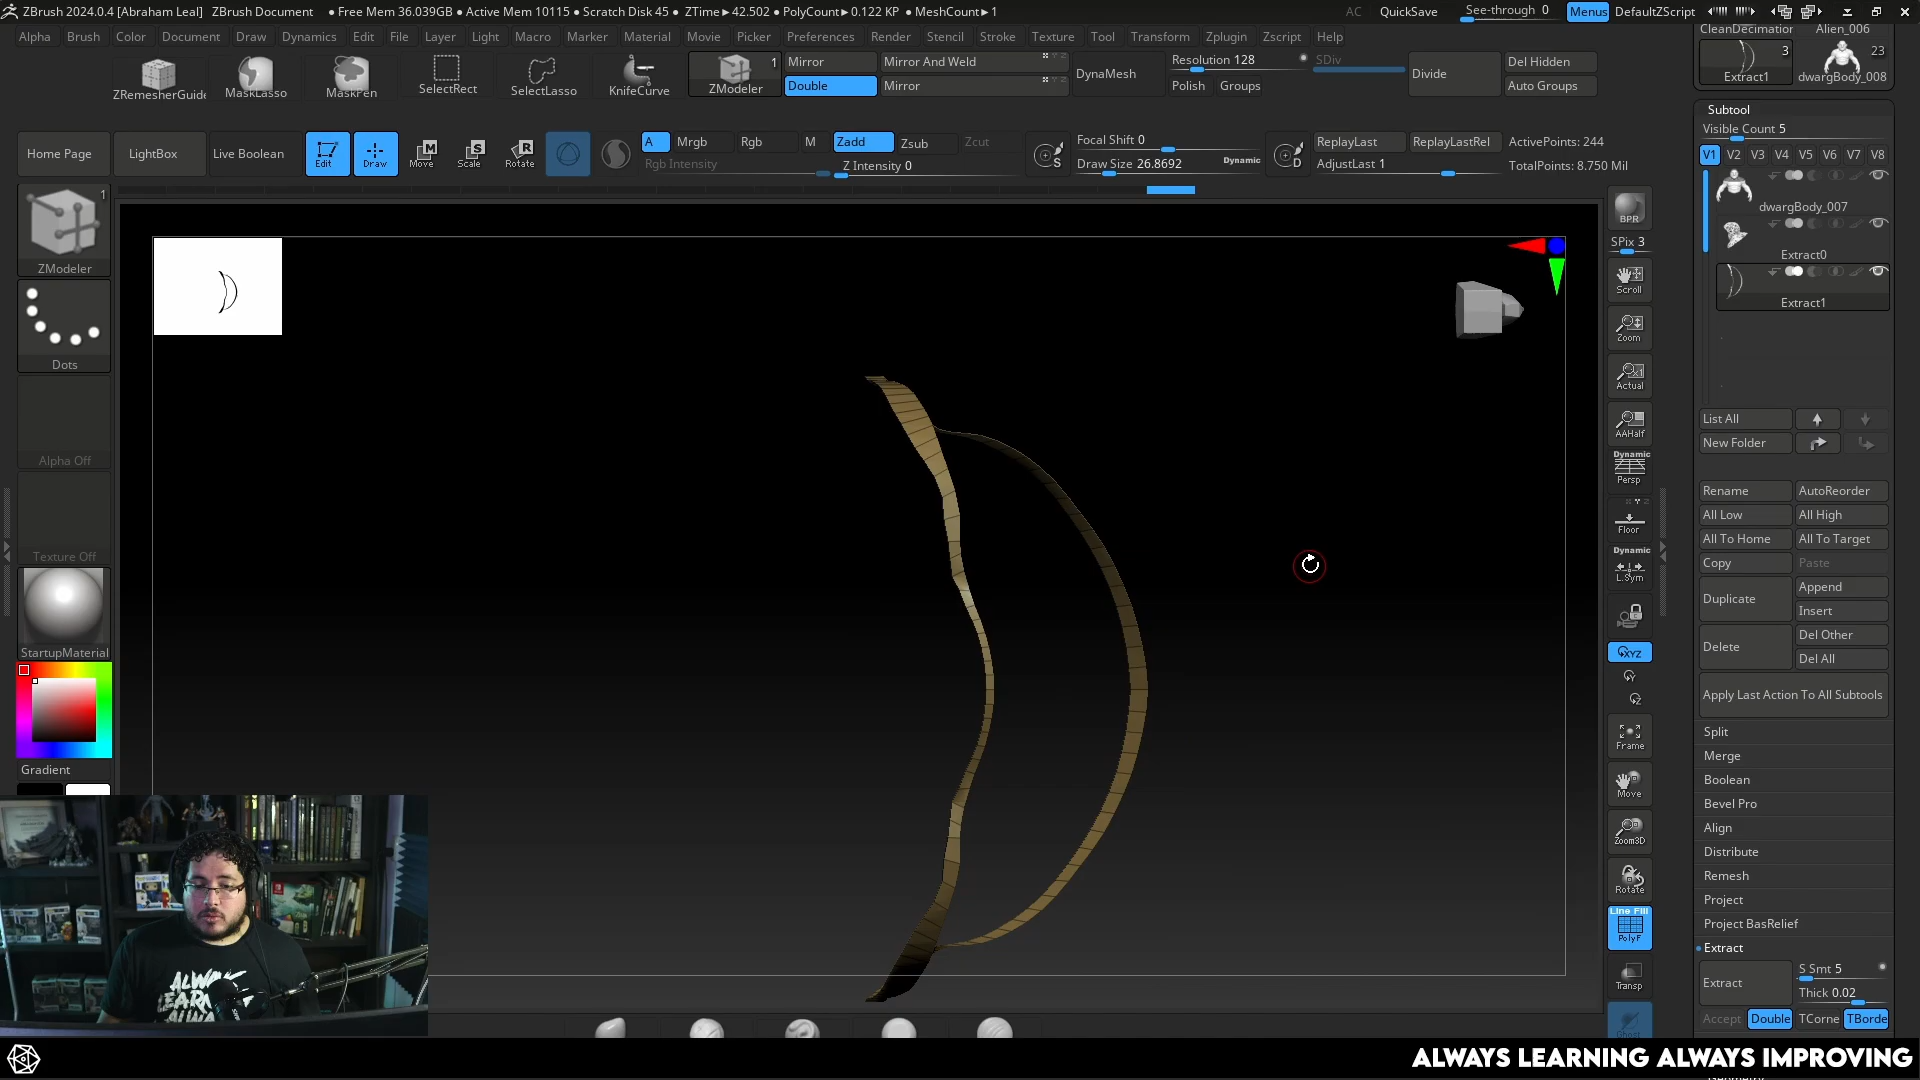 ZBrush 2024.0.4 [Abraham Leal] ZBrush Document ● Free Mem 36.039GB ● Active Mem 10115 ● Scratch Disk 45 ● ZTime ► 42.502 ● PolyCount ► 0.122 KP ● MeshCount ► 1 AC QuickSave See-through 0 Menus DefaultZScript
Alpha Brush Color Document Draw Dynamics Edit File Layer Light Macro Marker Material Movie Picker Preferences Render Stencil Stroke Texture Tool Transform Zplugin Zscript Help
ZRemesherGuide MaskLasso MaskPen SelectRect SelectLasso KnifeCurve ZModeler 1
Mirror Mirror And Weld
Double Mirror
DynaMesh Resolution 128
Polish Groups
SDiv Divide
Del Hidden
Auto Groups
CleanDecimation Alien_006
3 23
Extract1 dwargBody_008
Home Page LightBox Live Boolean Edit Draw Move Scale Rotate
M S R
A Mrgb Rgb M Zadd Zsub Zcut
Rgb Intensity Z Intensity 0
S Focal Shift 0
Draw Size 26.8692 Dynamic
D ReplayLast ReplayLastRel
AdjustLast 1
ActivePoints: 244
TotalPoints: 8.750 Mil
1
ZModeler
Dots
Alpha Off
Texture Off
StartupMaterial
Gradient
BPR
SPix 3
Scroll
Zoom
Actual
AAHalf
Dynamic
Persp
Floor
Dynamic
L.Sym
XYZ
Y
Z
Frame
Move
Zoom3D
Rotate
Line Fill
PolyF
Transp
Ghost
Subtool
Visible Count 5
V1 V2 V3 V4 V5 V6 V7 V8
dwargBody_007
Extract0
Extract1
List All
New Folder
Rename AutoReorder
All Low All High
All To Home All To Target
Copy Paste
Duplicate Append
Insert
Delete Del Other
Del All
Apply Last Action To All Subtools
Split
Merge
Boolean
Bevel Pro
Align
Distribute
Remesh
Project
Project BasRelief
Extract
Extract S Smt 5
Thick 0.02
Accept Double TCorne TBorde
ALWAYS LEARNING ALWAYS IMPROVING